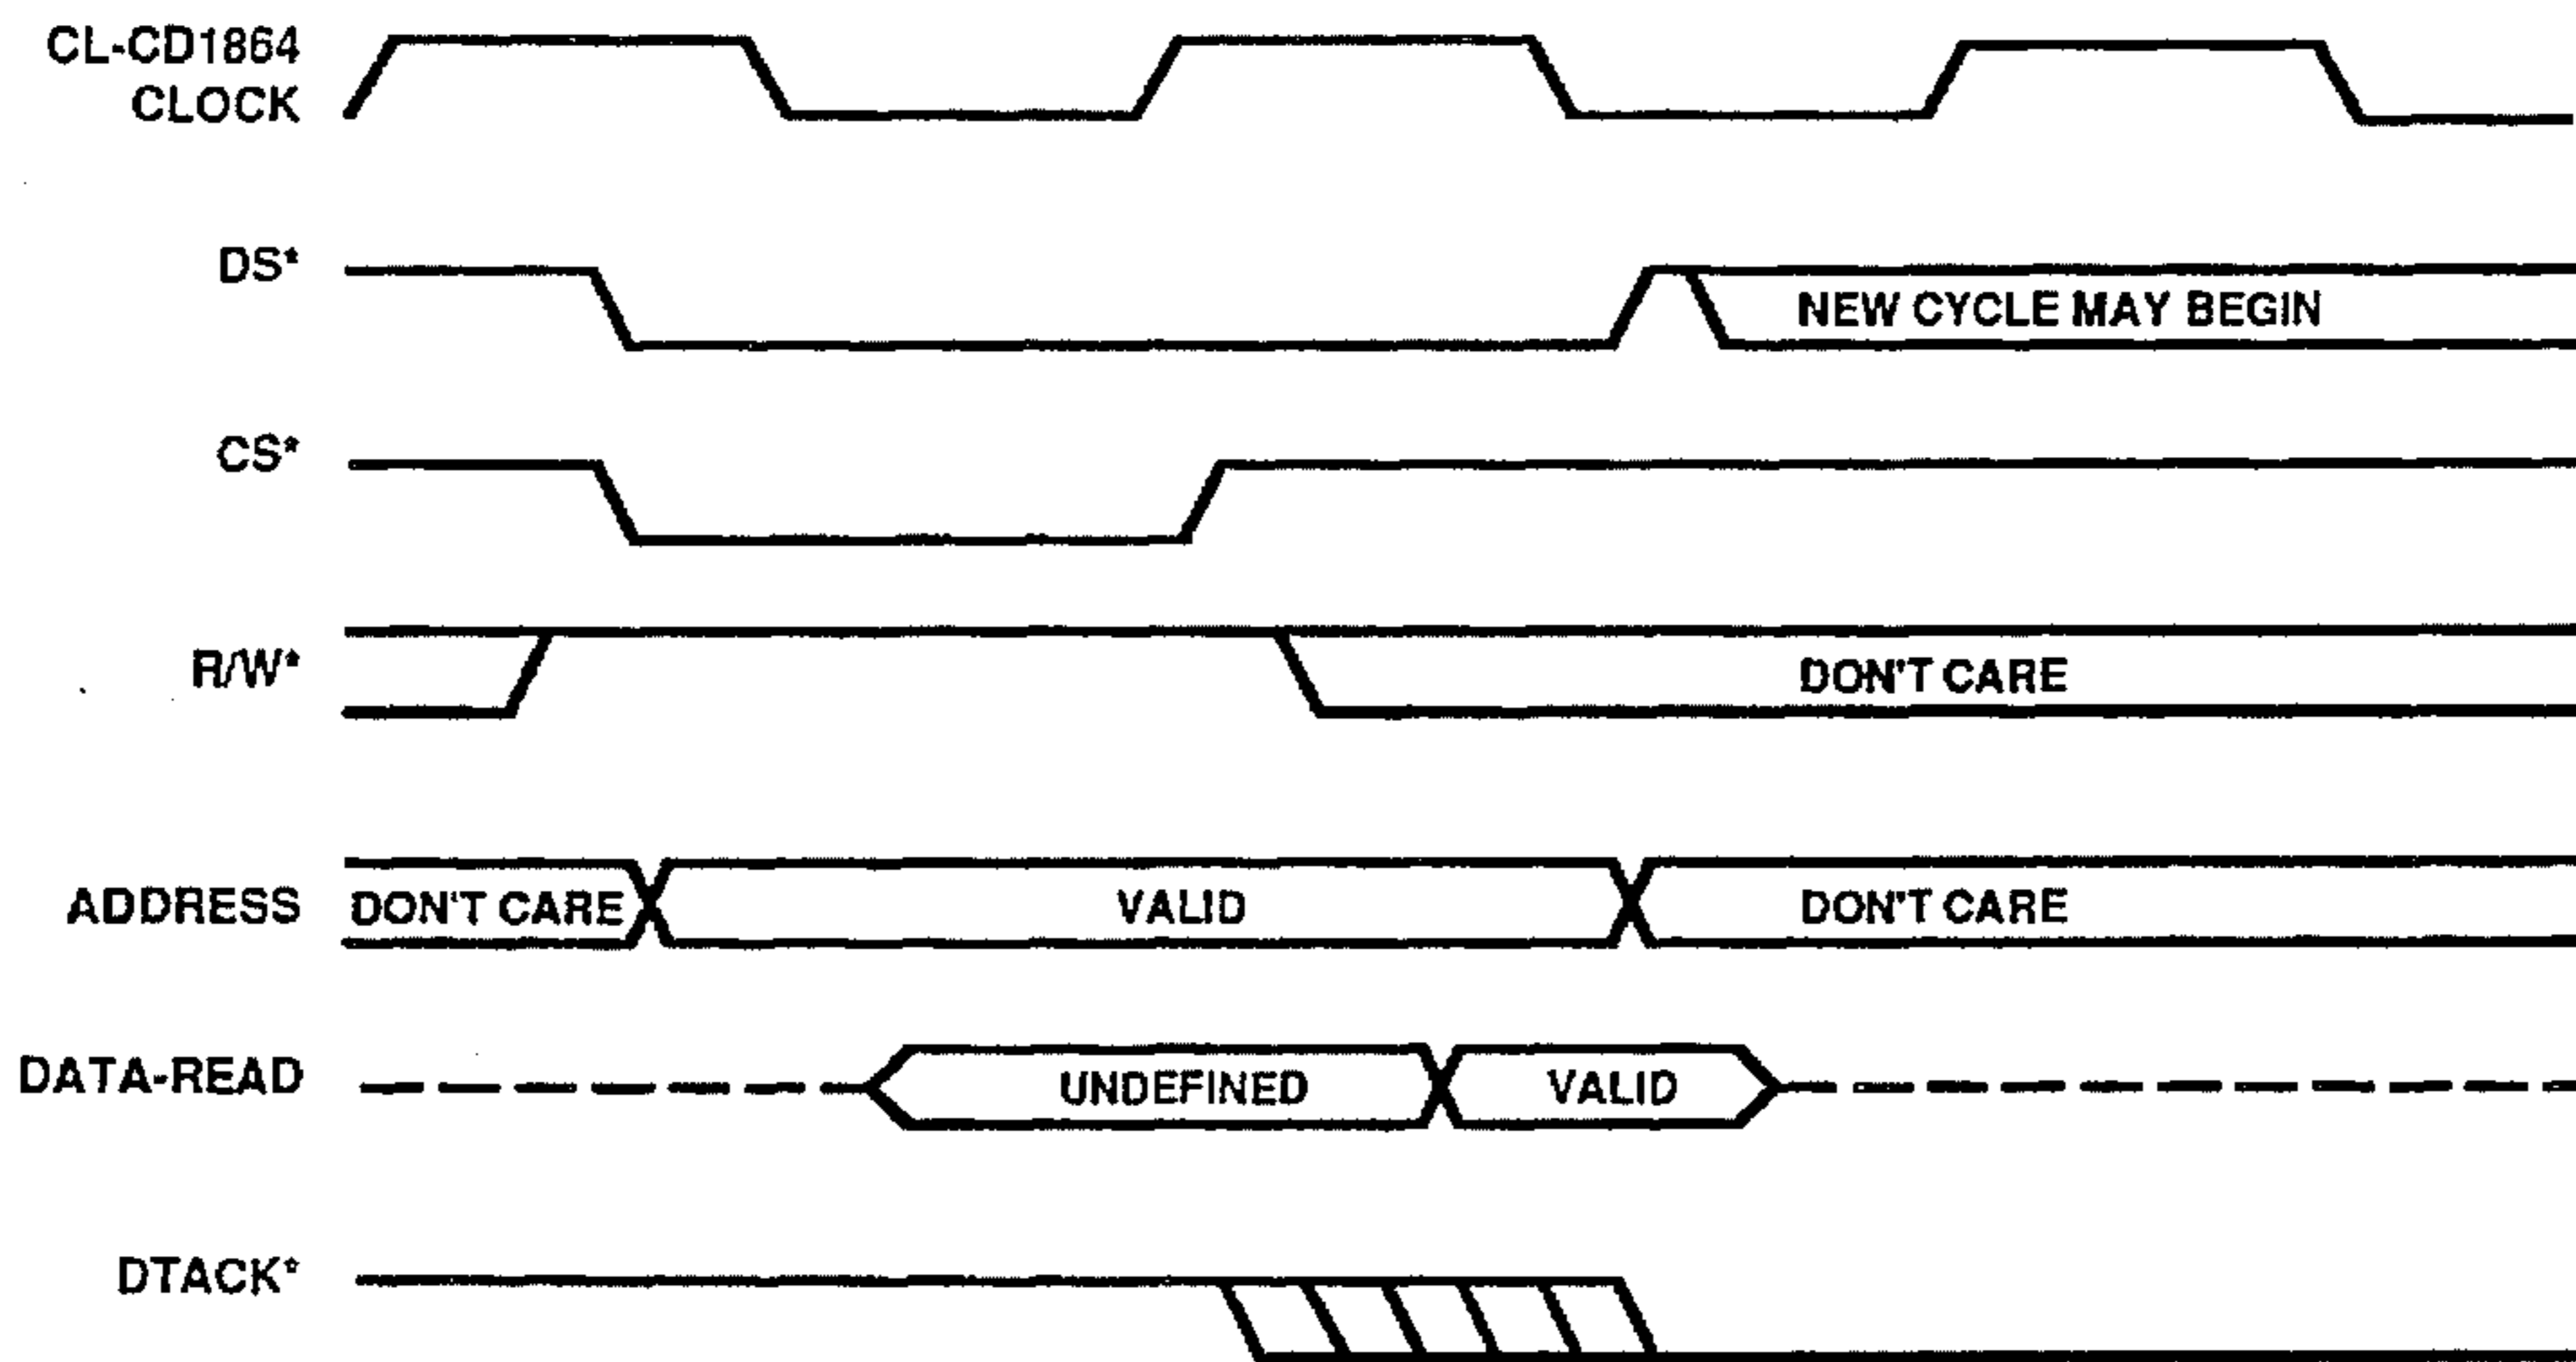 CL-CD1864
CLOCK
DS*
NEW CYCLE MAY BEGIN
CS*
R/W*
DON'T CARE
ADDRESS
DON'T CARE
VALID
DON'T CARE
DATA-READ
UNDEFINED
VALID
DTACK*